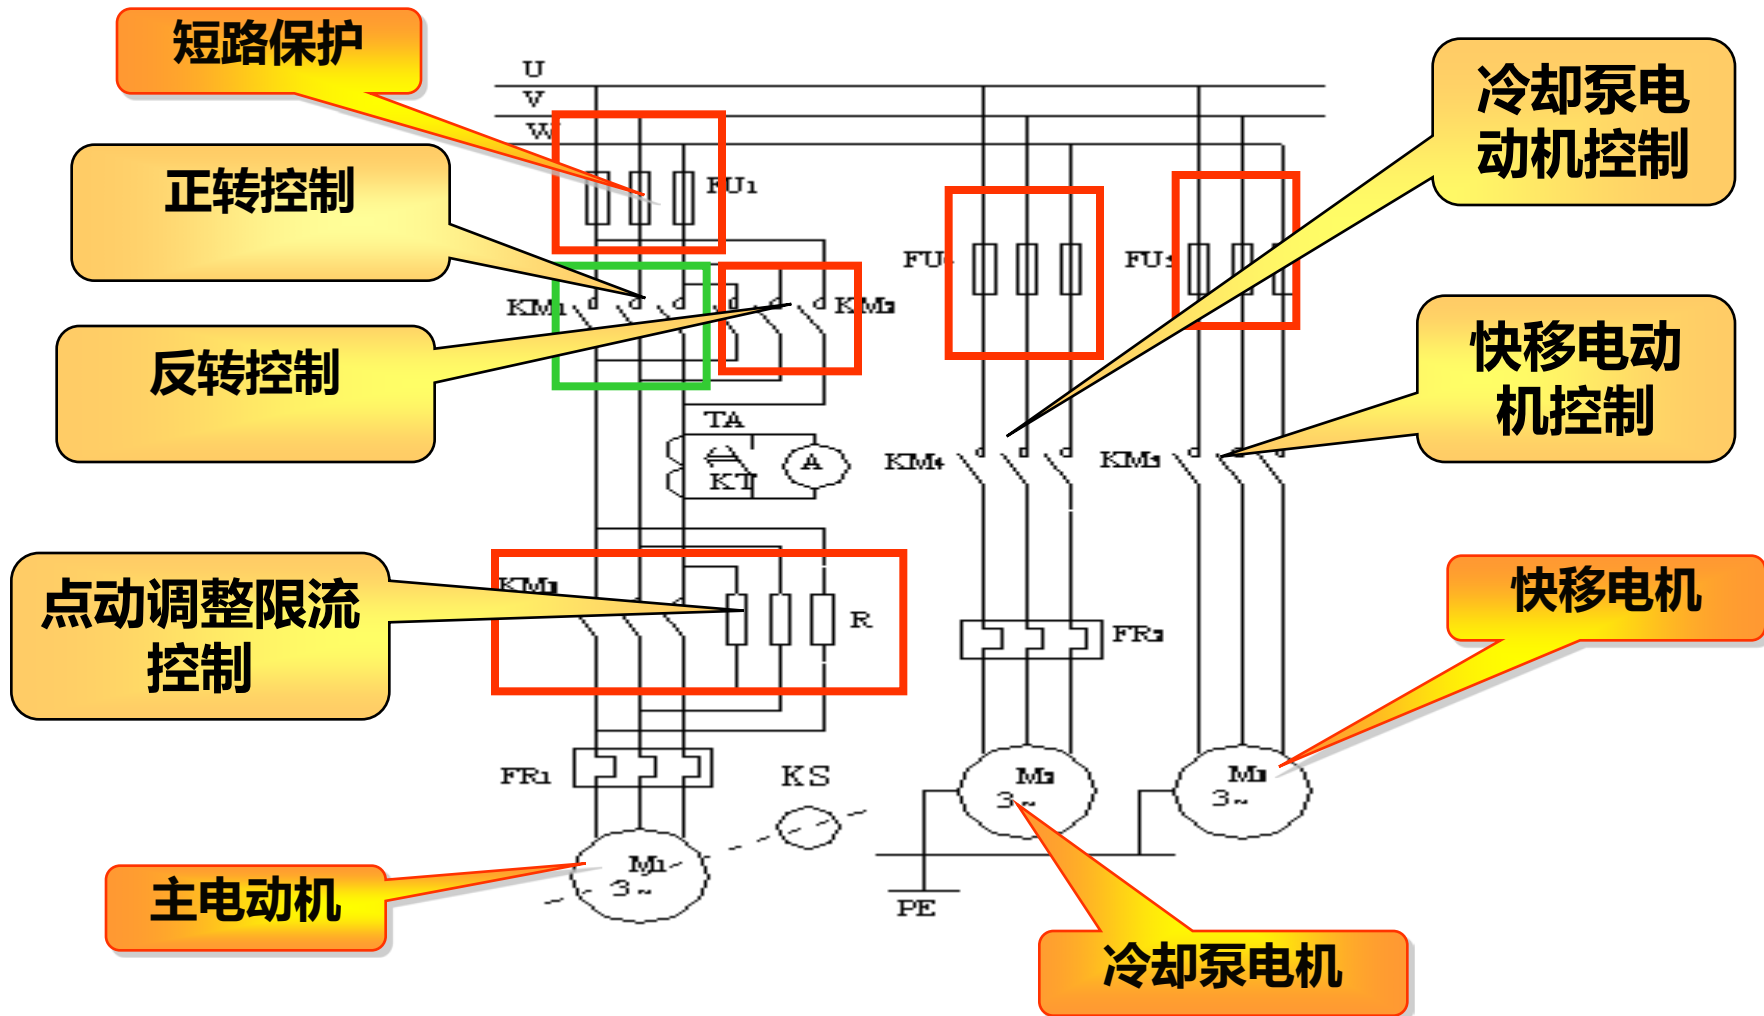 短路保护
正转控制
反转控制
点动调整限流
控制
主电动机
冷却泵电
动机控制
快移电动
机控制
快移电机
冷却泵电机
U
V
W
FU1
KM1
KM2
TA
KT
A
R
FR1
KS
M1
3~
FU4
KM4
FR2
M2
3~
PE
FU5
KM5
M3
3~